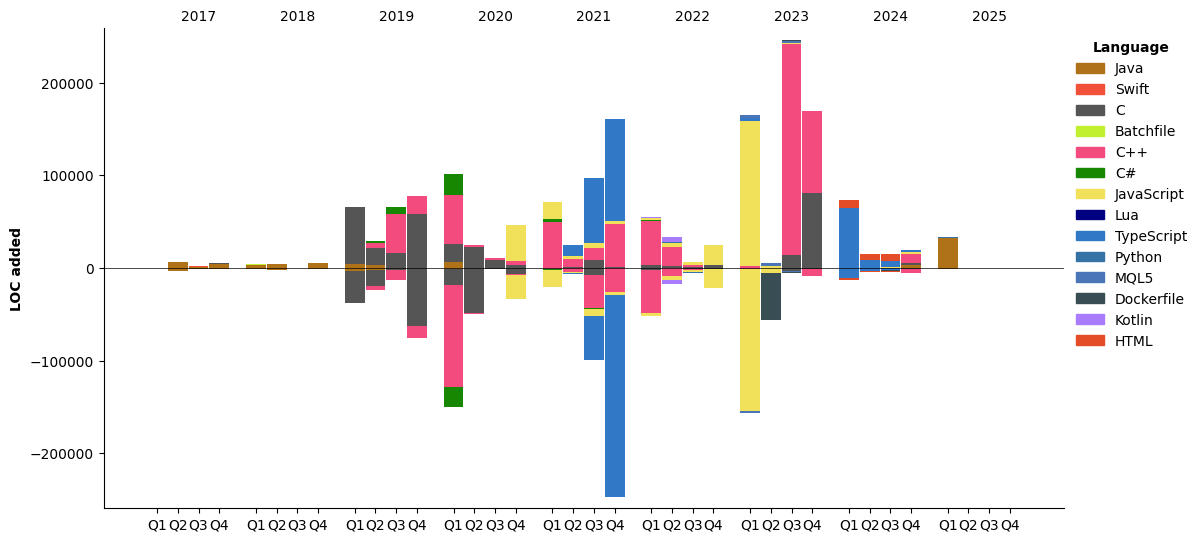 2017 2018 2019 2020 2021 2022 2023 2024 2025
LOC added
200000
100000
0
−100000
−200000
Q1 Q2 Q3 Q4 Q1 Q2 Q3 Q4 Q1 Q2 Q3 Q4 Q1 Q2 Q3 Q4 Q1 Q2 Q3 Q4 Q1 Q2 Q3 Q4 Q1 Q2 Q3 Q4 Q1 Q2 Q3 Q4 Q1 Q2 Q3 Q4
Language
Java
Swift
C
Batchfile
C++
C#
JavaScript
Lua
TypeScript
Python
MQL5
Dockerfile
Kotlin
HTML